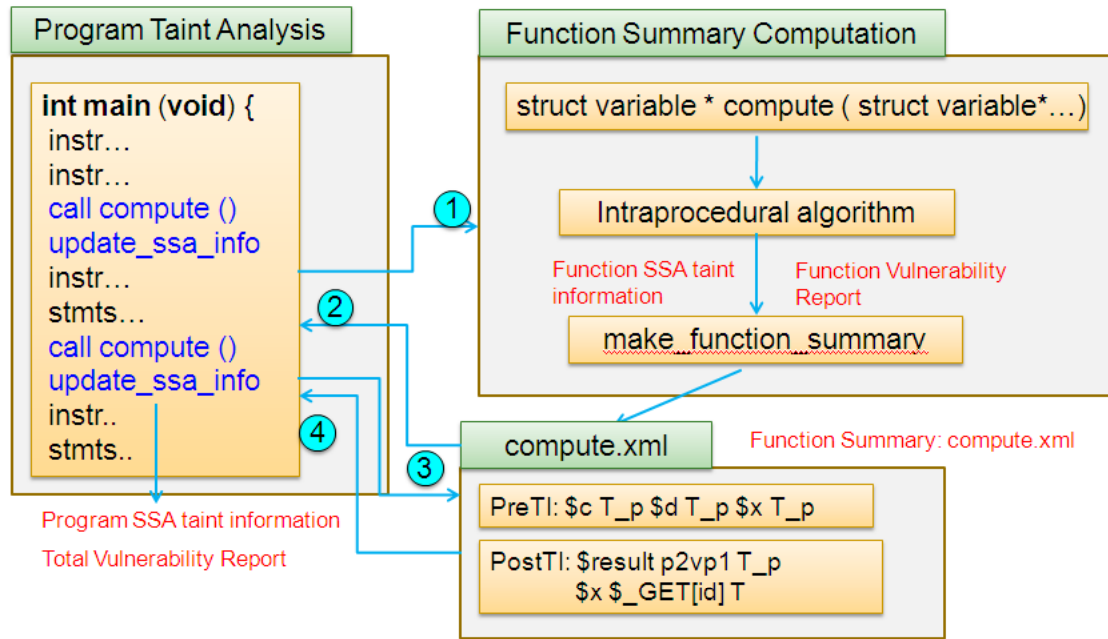 Program Taint Analysis
int main (void) {
instr…
instr…
call compute ()
update_ssa_info
instr…
stmts…
call compute ()
update_ssa_info
instr..
stmts..
Program SSA taint information
Total Vulnerability Report
1
2
3
4
Function Summary Computation
struct variable * compute ( struct variable*…)
Intraprocedural algorithm
Function SSA taint
information
Function Vulnerability
Report
make_function_summary
compute.xml
Function Summary: compute.xml
PreTI: $c T_p $d T_p $x T_p
PostTI: $result p2vp1 T_p
$x $_GET[id] T